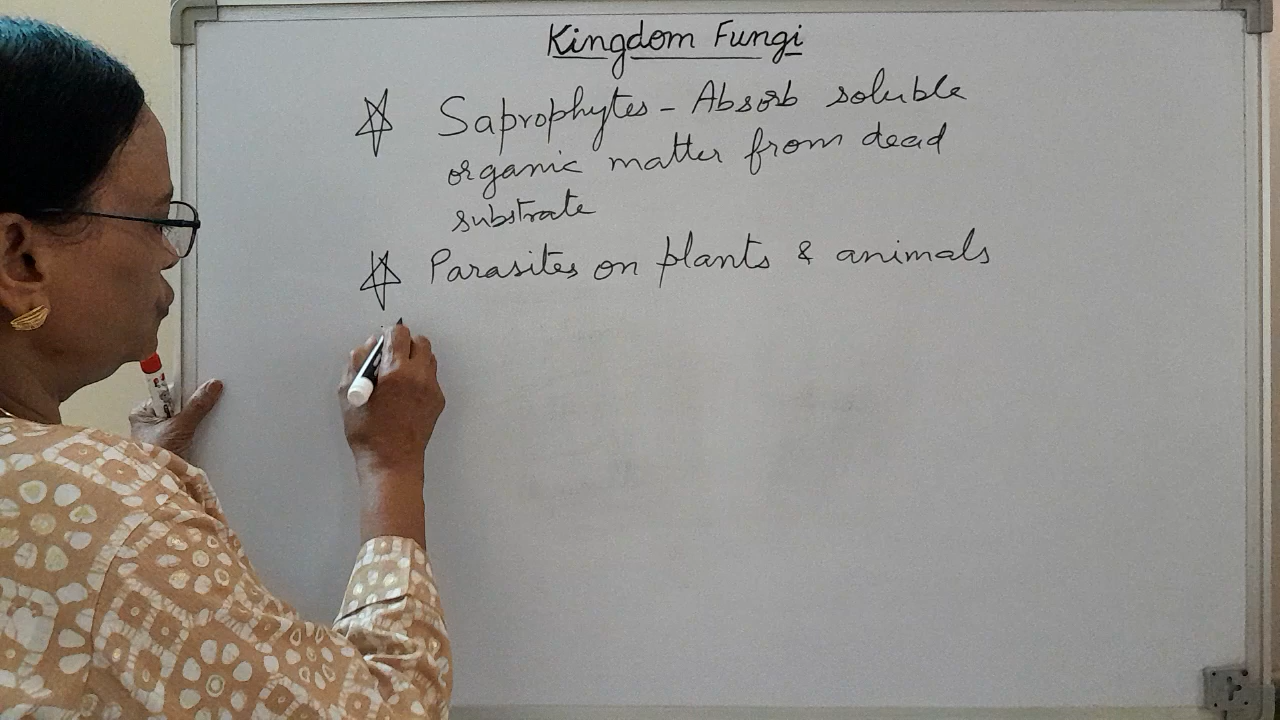 Kingdom Fungi
Saprophytes - Absorb soluble
organic matter from dead
substrate
Parasites on plants & animals